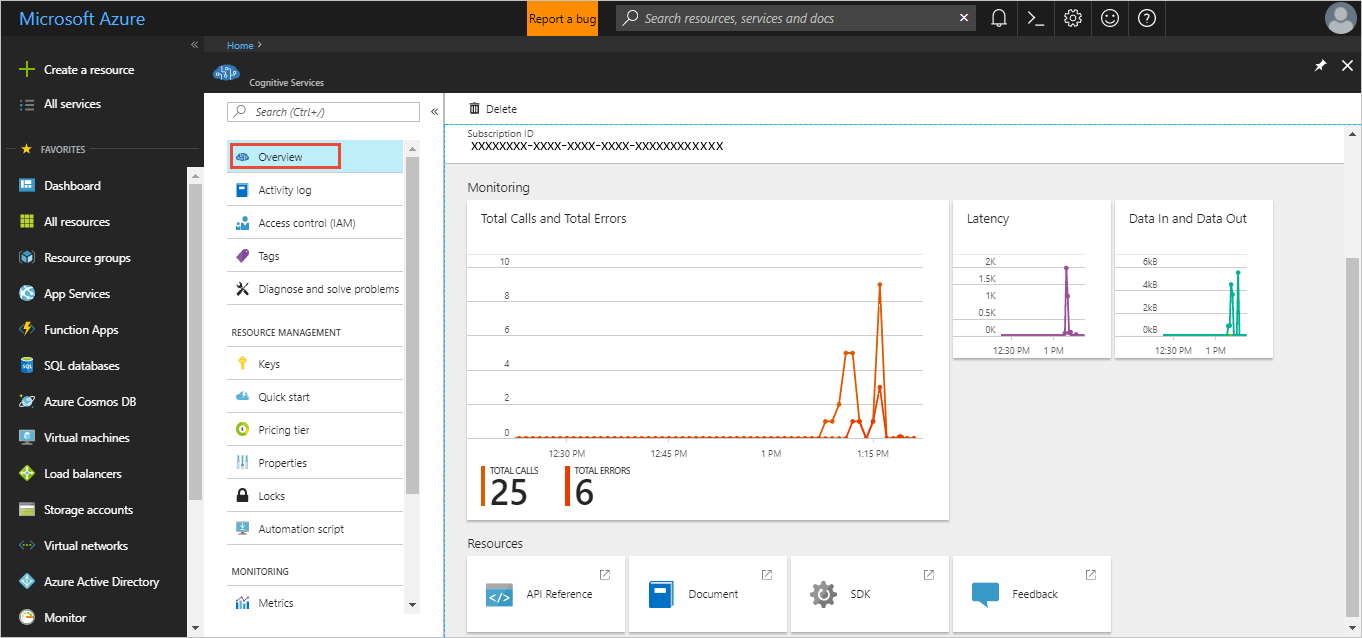 Microsoft Azure
Report a bug
Search resources, services and docs
Home
Cognitive Services
Create a resource
All services
FAVORITES
Dashboard
All resources
Resource groups
App Services
Function Apps
SQL databases
Azure Cosmos DB
Virtual machines
Load balancers
Storage accounts
Virtual networks
Azure Active Directory
Monitor
Search (Ctrl+/)
Overview
Activity log
Access control (IAM)
Tags
Diagnose and solve problems
RESOURCE MANAGEMENT
Keys
Quick start
Pricing tier
Properties
Locks
Automation script
MONITORING
Metrics
Delete
Subscription ID
xxxxxxxx-xxxx-xxxx-xxxx-xxxxxxxxxxxx
Monitoring
Total Calls and Total Errors
10
8
6
4
2
0
12:30 PM 12:45 PM 1 PM 1:15 PM
TOTAL CALLS
25
TOTAL ERRORS
6
Latency
2K
1.5K
1K
0.5K
0K
12:30 PM 1 PM
Data In and Data Out
6kB
4kB
2kB
0kB
12:30 PM 1 PM
Resources
API Reference
Document
SDK
Feedback